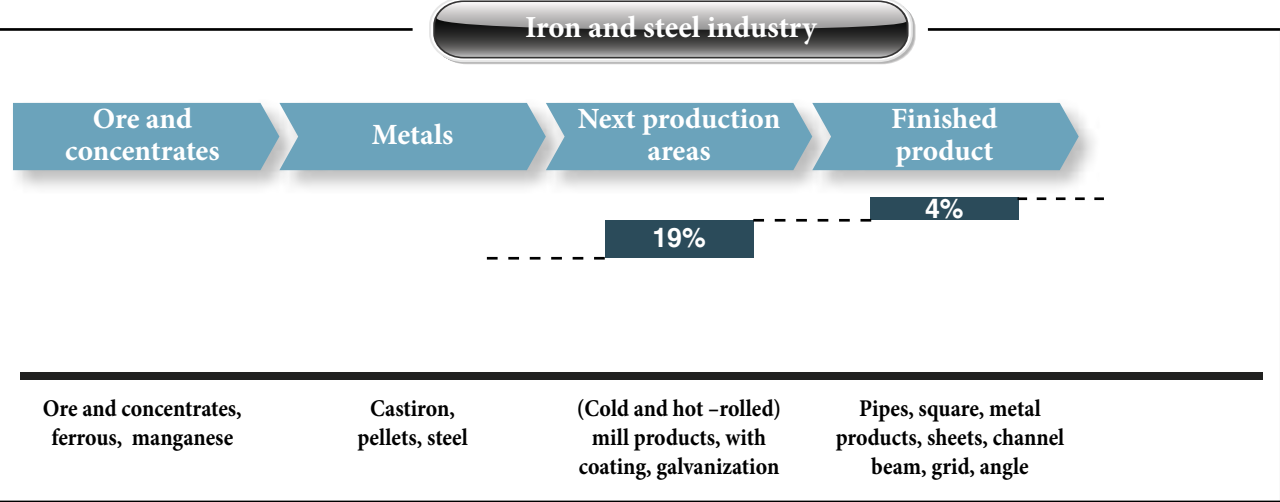 Iron and steel industry
Ore and
concentrates
Metals
Next production
areas
Finished
product
4%
19%
Ore and concentrates,
ferrous, manganese
Castiron,
pellets, steel
(Cold and hot –rolled)
mill products, with
coating, galvanization
Pipes, square, metal
products, sheets, channel
beam, grid, angle